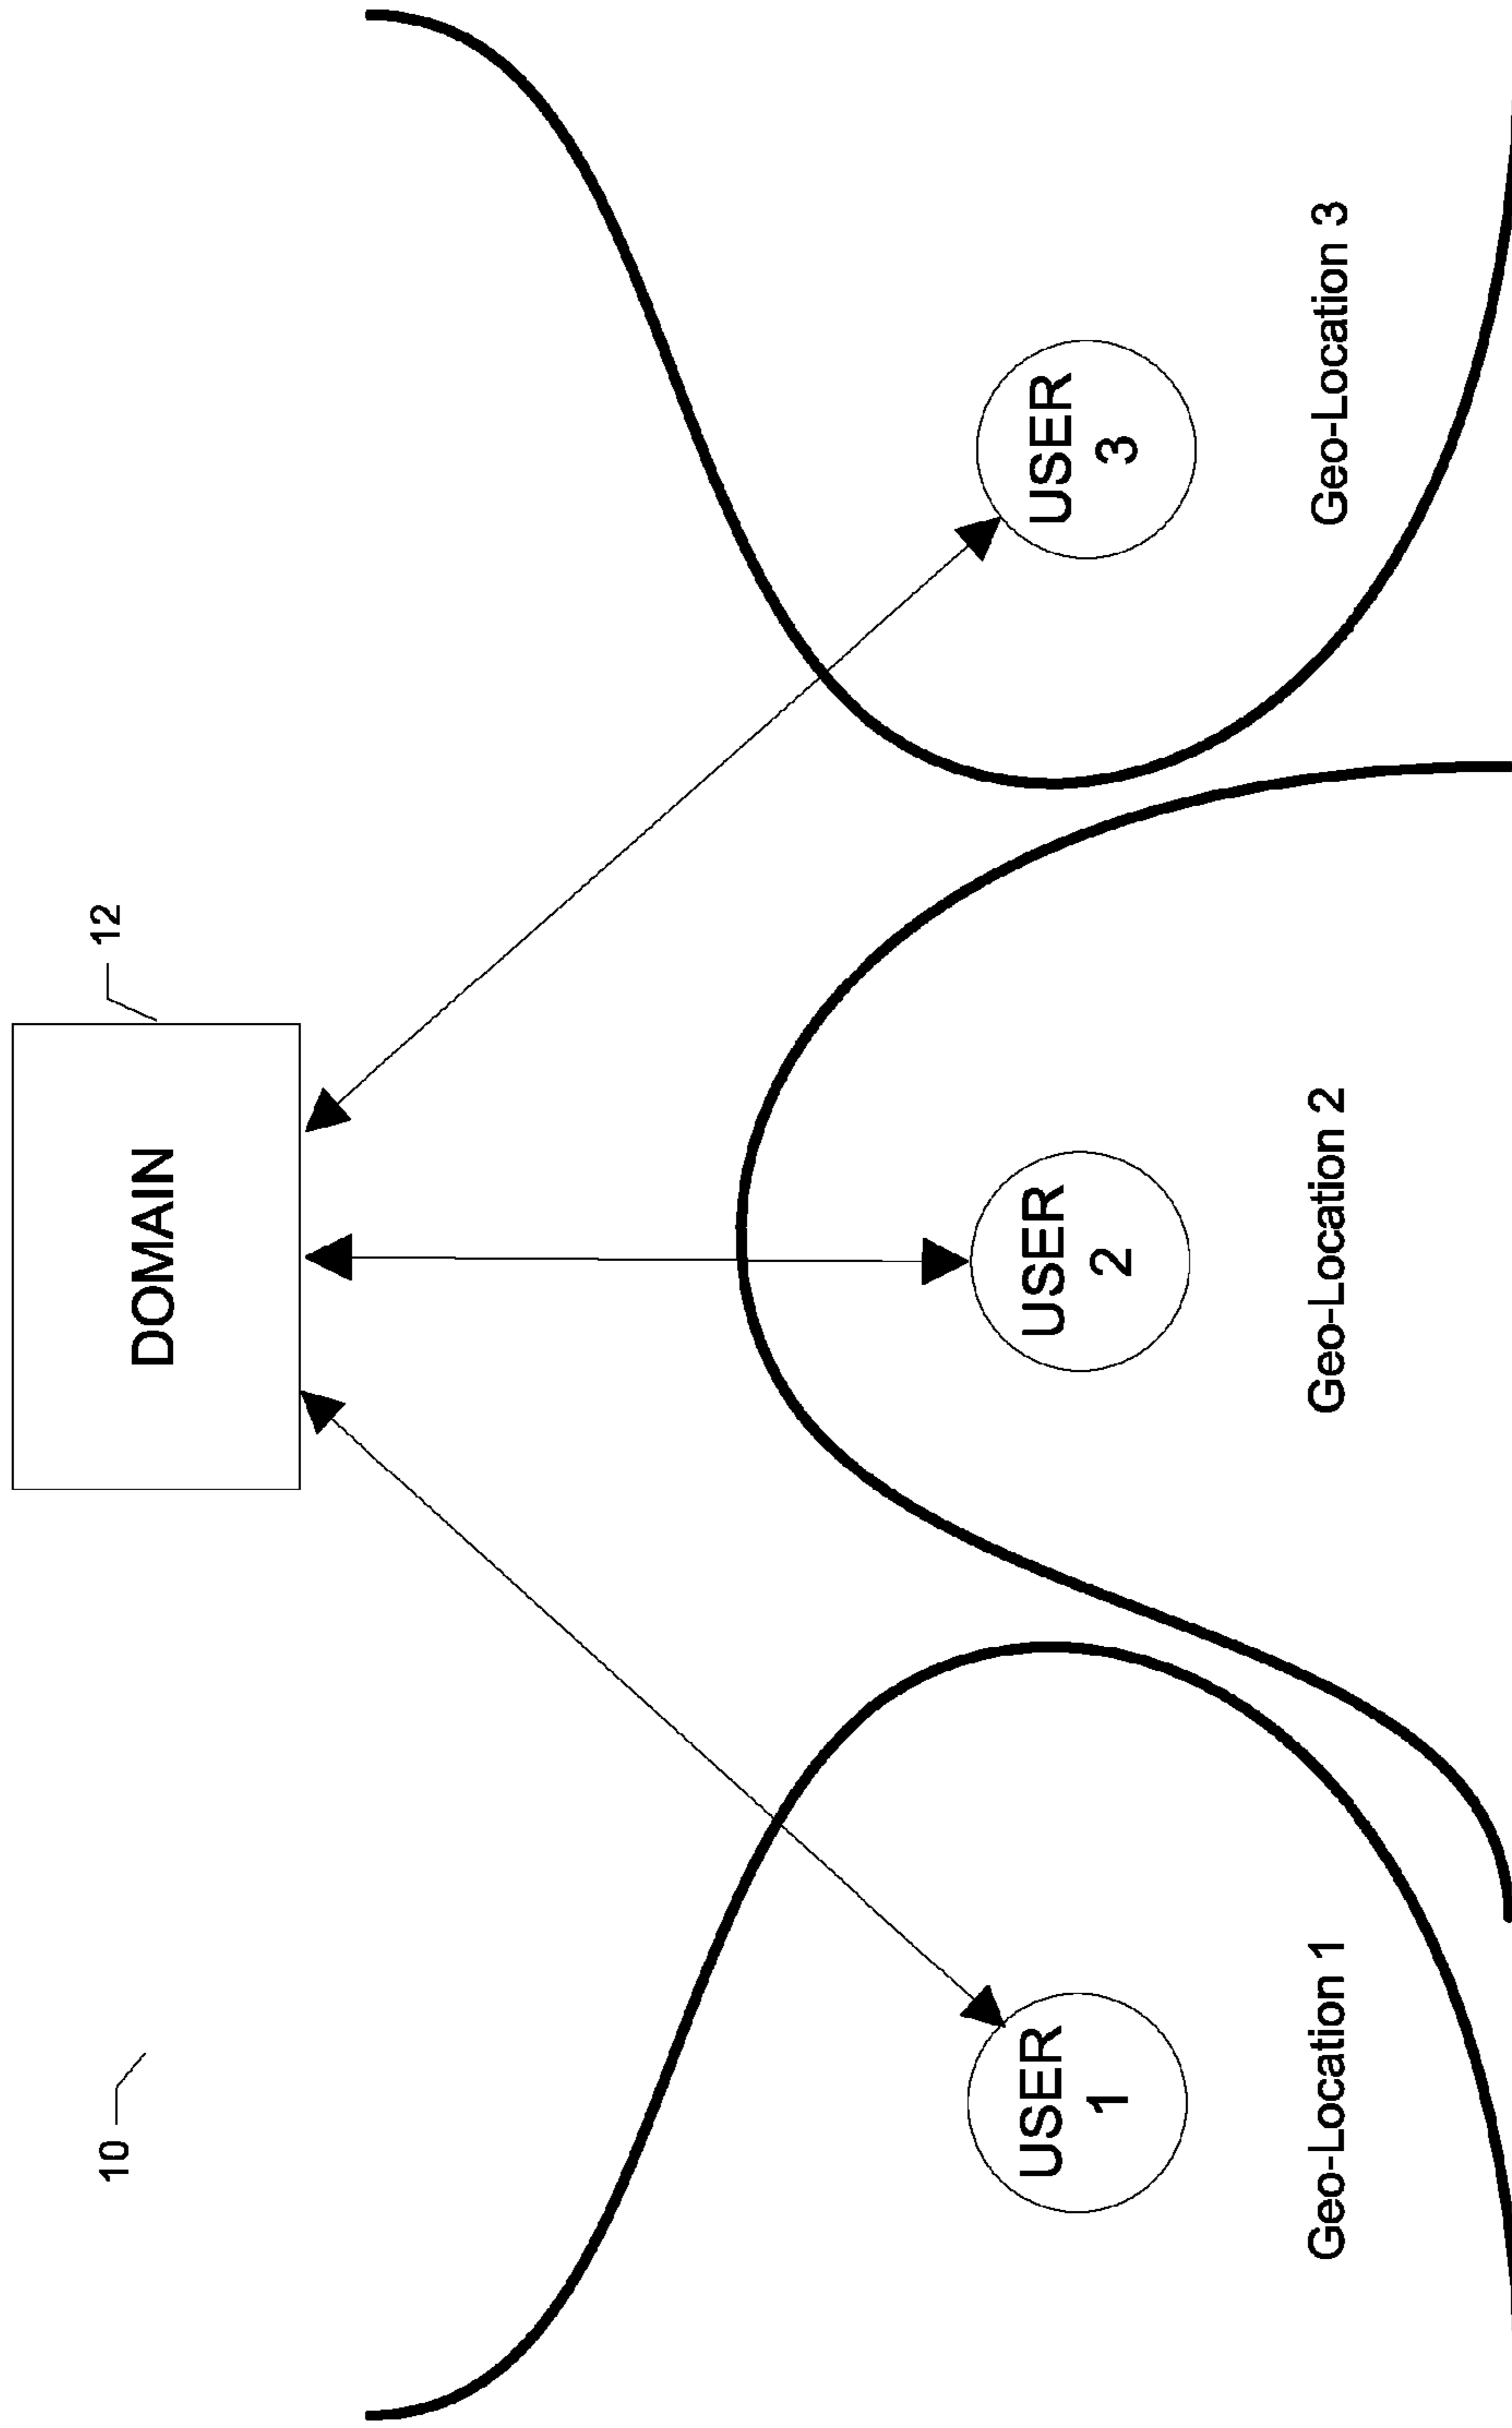 10
DOMAIN
12
USER
1
USER
2
USER
3
Geo-Location 1
Geo-Location 2
Geo-Location 3